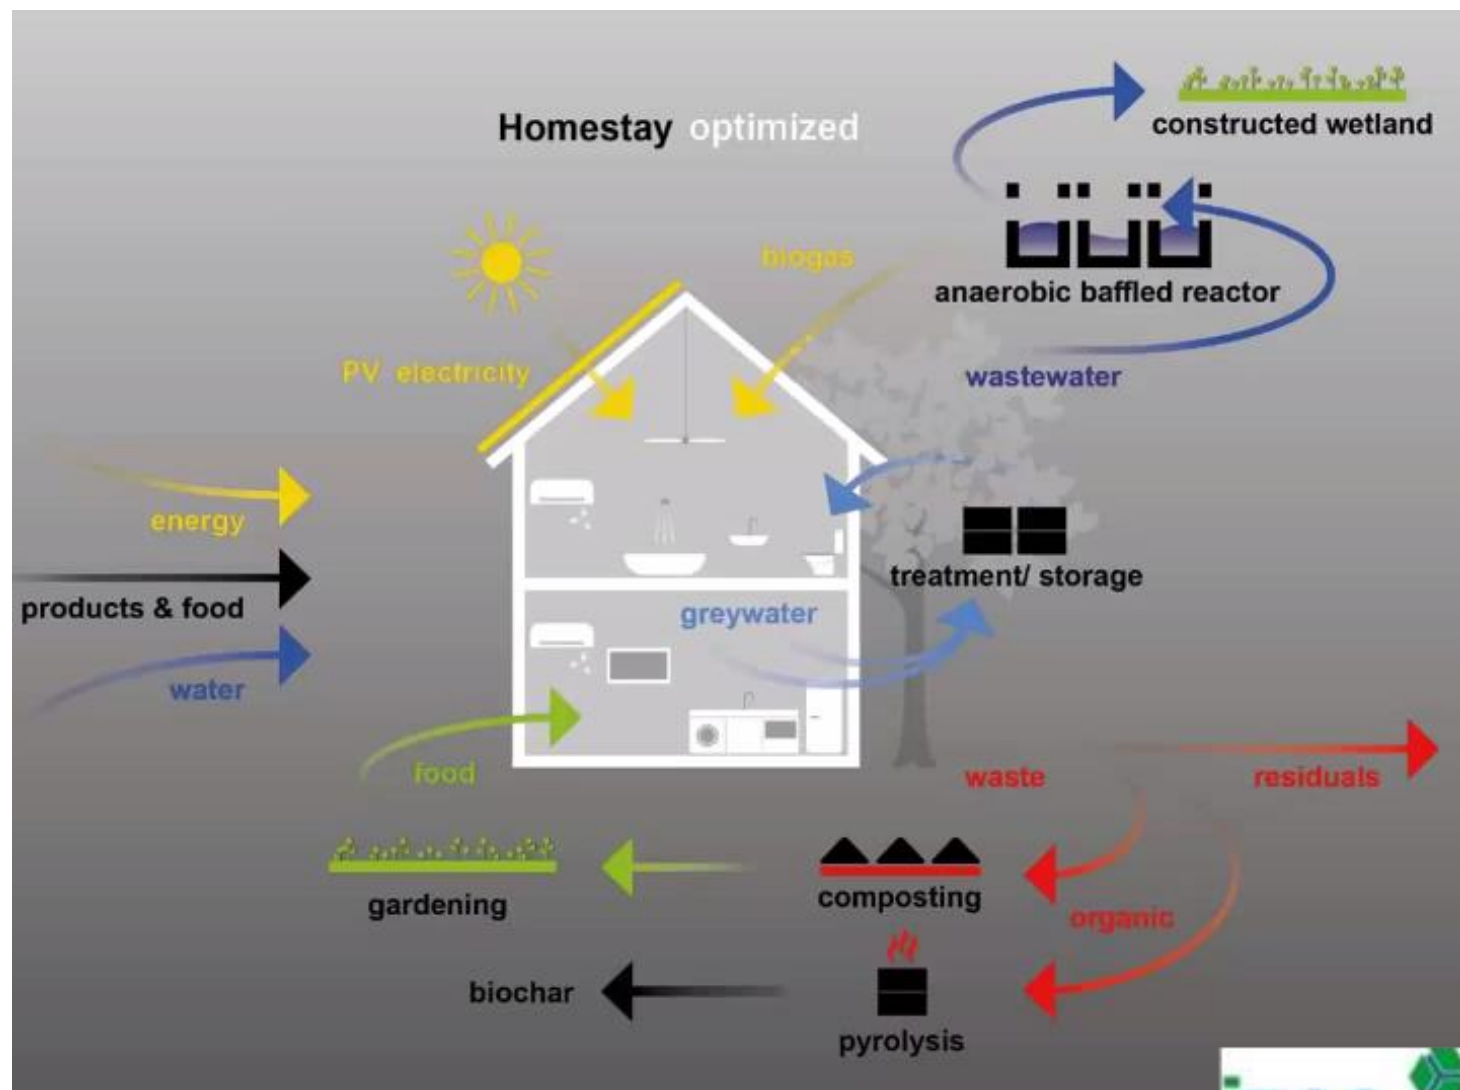 Homestay optimized
constructed wetland
biogas
anaerobic baffled reactor
PV electricity
wastewater
energy
products & food
water
treatment/ storage
greywater
food
waste
residuals
gardening
composting
organic
biochar
pyrolysis